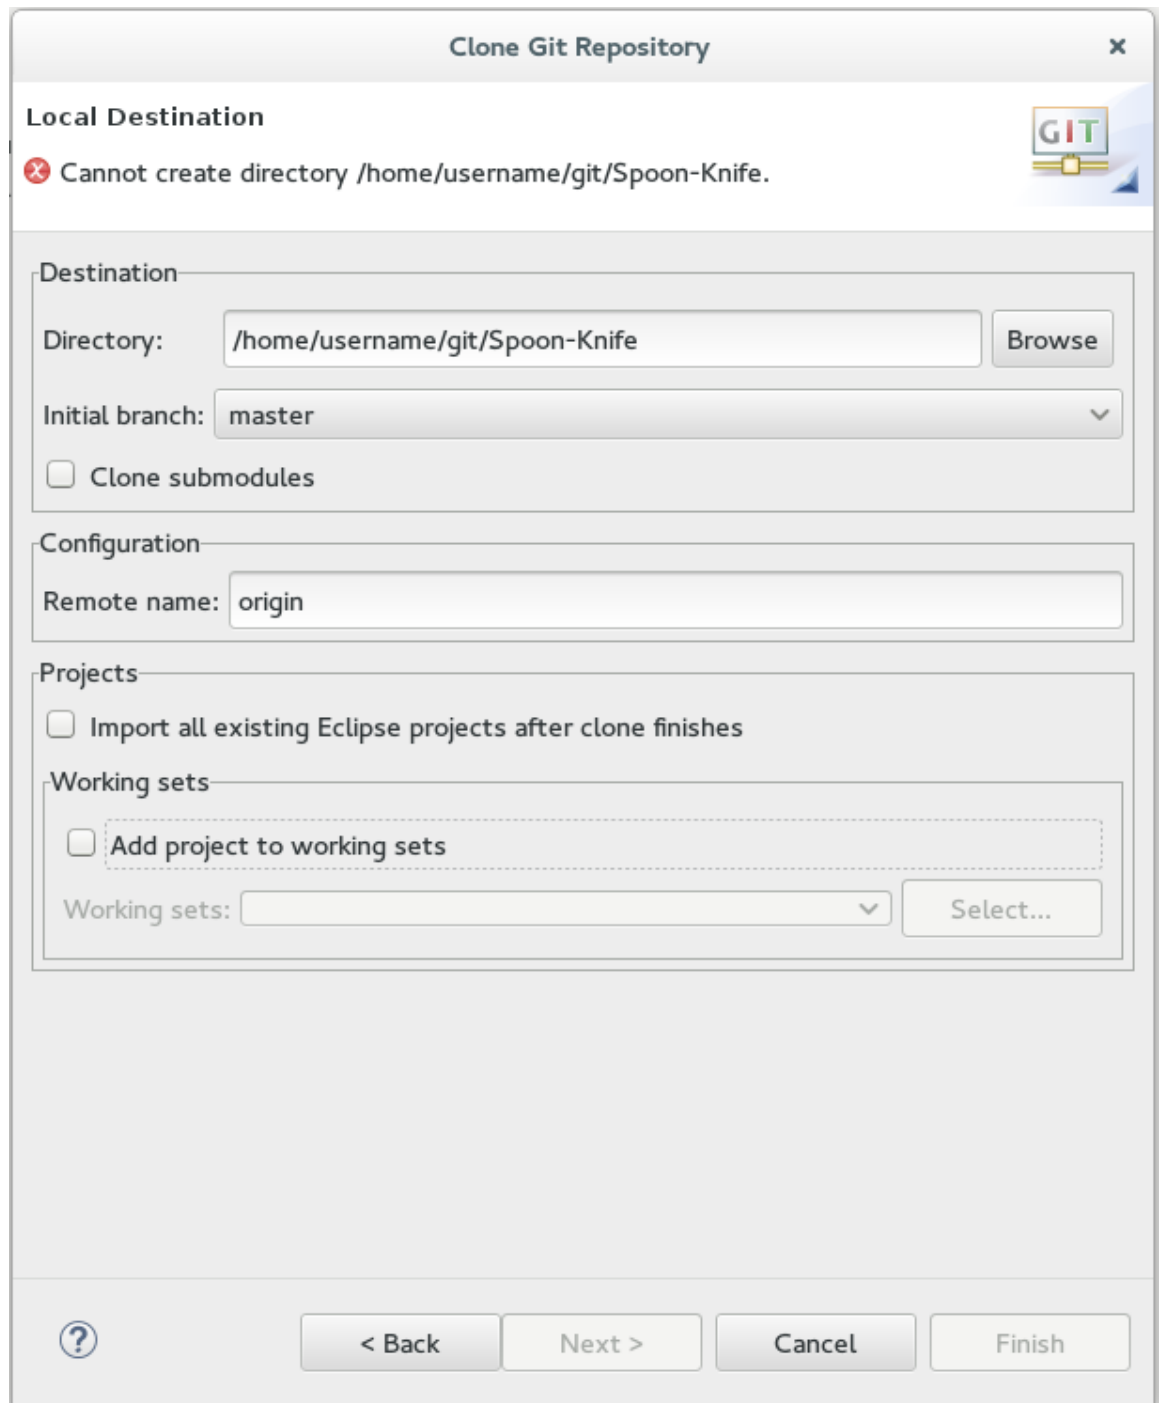 Clone Git Repository
Local Destination
GIT
Cannot create directory /home/username/git/Spoon-Knife.
Destination
Directory: /home/username/git/Spoon-Knife Browse
Initial branch: master
Clone submodules
Configuration
Remote name: origin
Projects
Import all existing Eclipse projects after clone finishes
Working sets
Add project to working sets
Working sets: Select...
? < Back Next > Cancel Finish